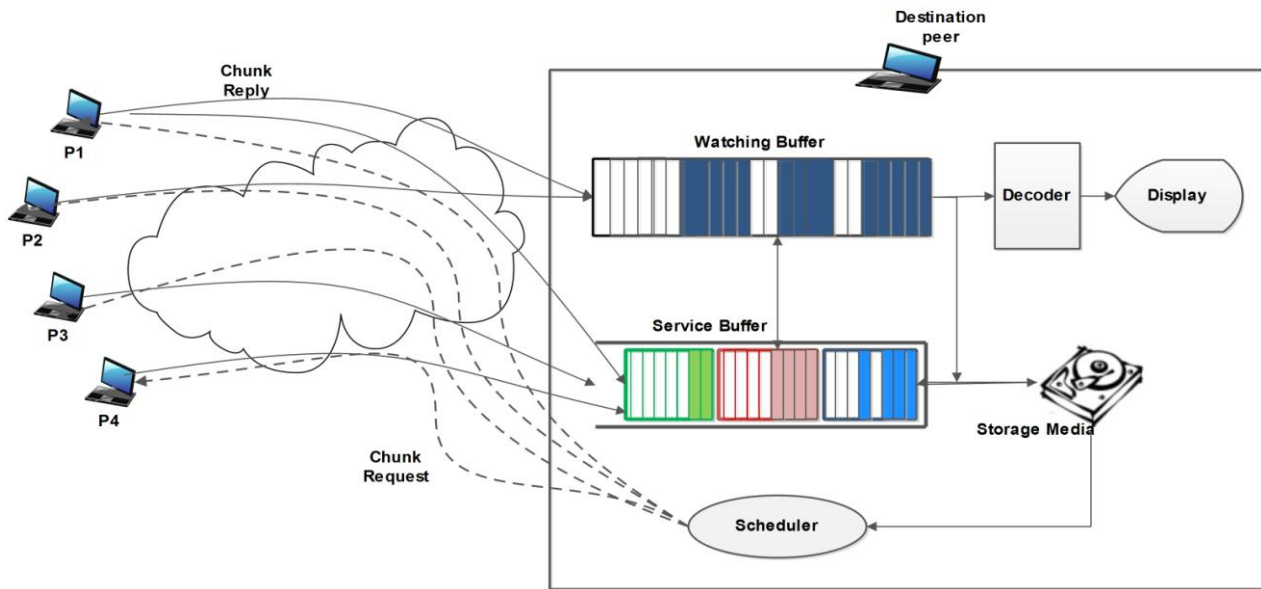 Destination
peer
Chunk
Reply
P1
Watching Buffer
P2
Decoder
Display
P3
Service Buffer
P4
Storage Media
Chunk
Request
Scheduler